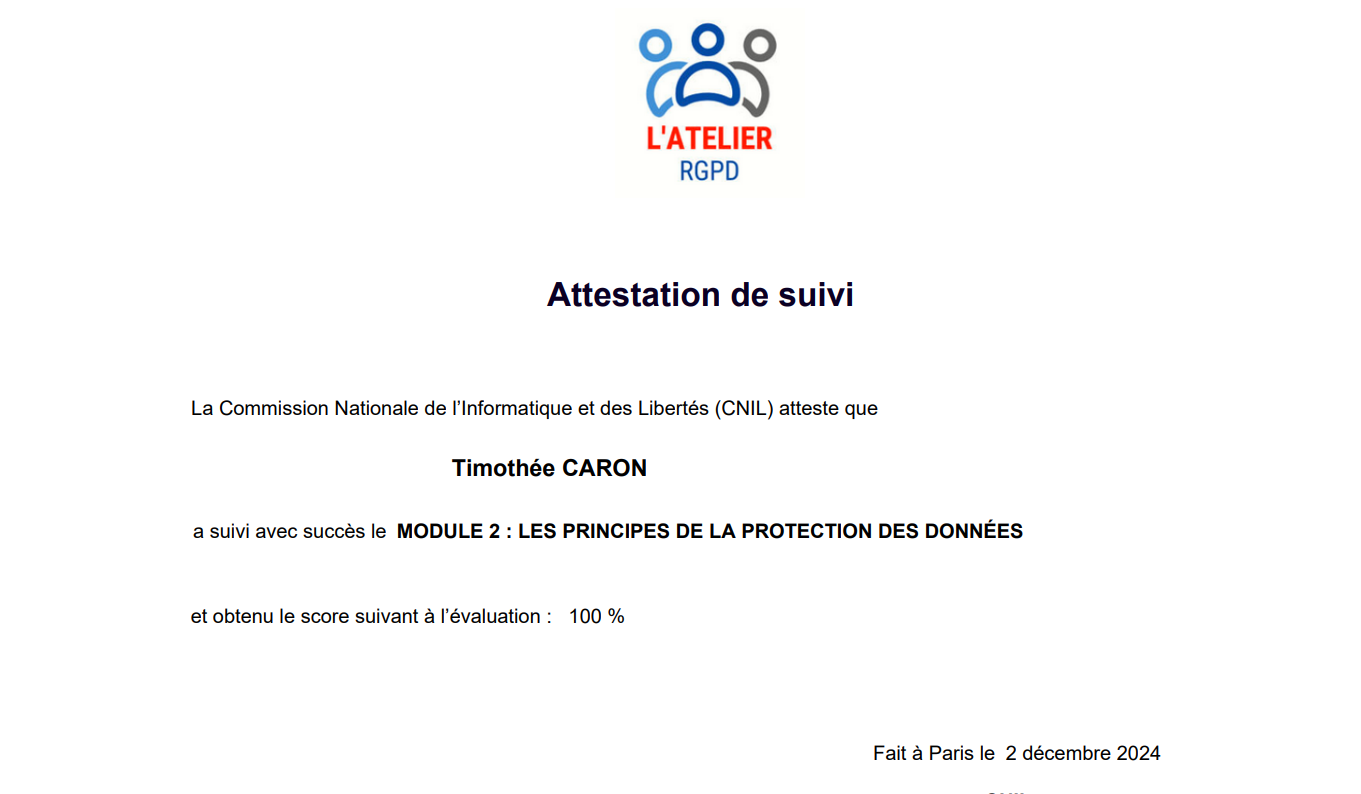 L'ATELIER
RGPD
Attestation de suivi
La Commission Nationale de l’Informatique et des Libertés (CNIL) atteste que
Timothée CARON
a suivi avec succès le MODULE 2 : LES PRINCIPES DE LA PROTECTION DES DONNÉES
et obtenu le score suivant à l’évaluation : 100 %
Fait à Paris le 2 décembre 2024